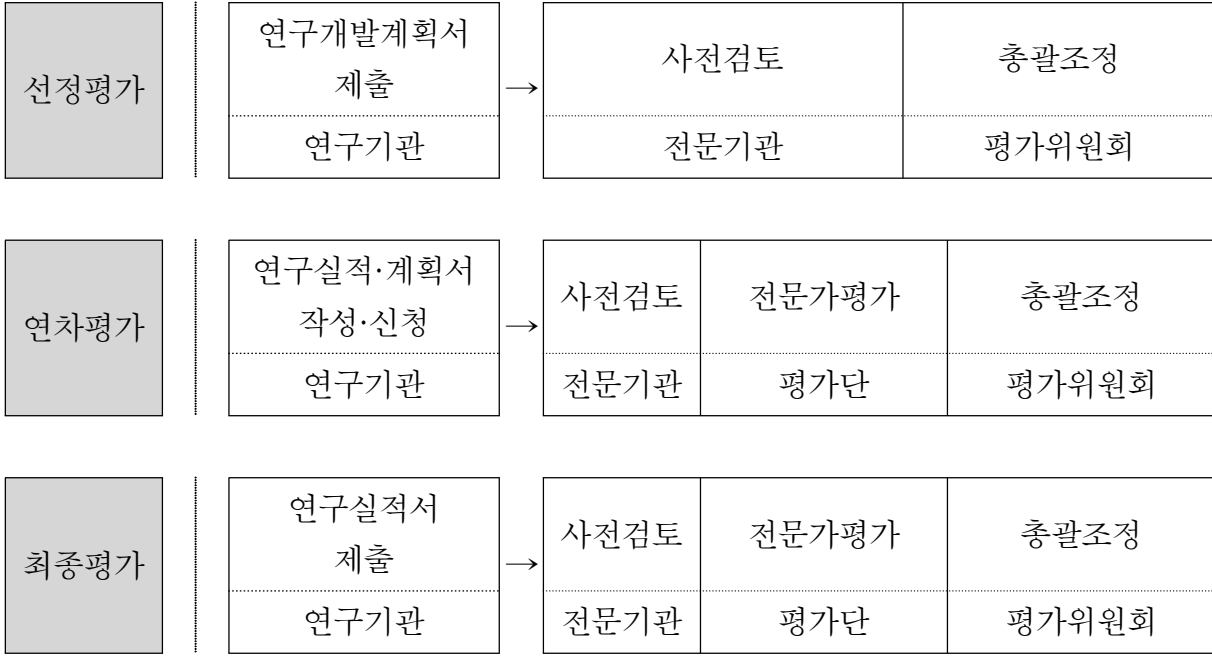 선정평가
연구개발계획서
제출
연구기관
→
사전검토
총괄조정
전문기관
평가위원회
연차평가
연구실적·계획서
작성·신청
연구기관
→
사전검토
전문가평가
총괄조정
전문기관
평가단
평가위원회
최종평가
연구실적서
제출
연구기관
→
사전검토
전문가평가
총괄조정
전문기관
평가단
평가위원회